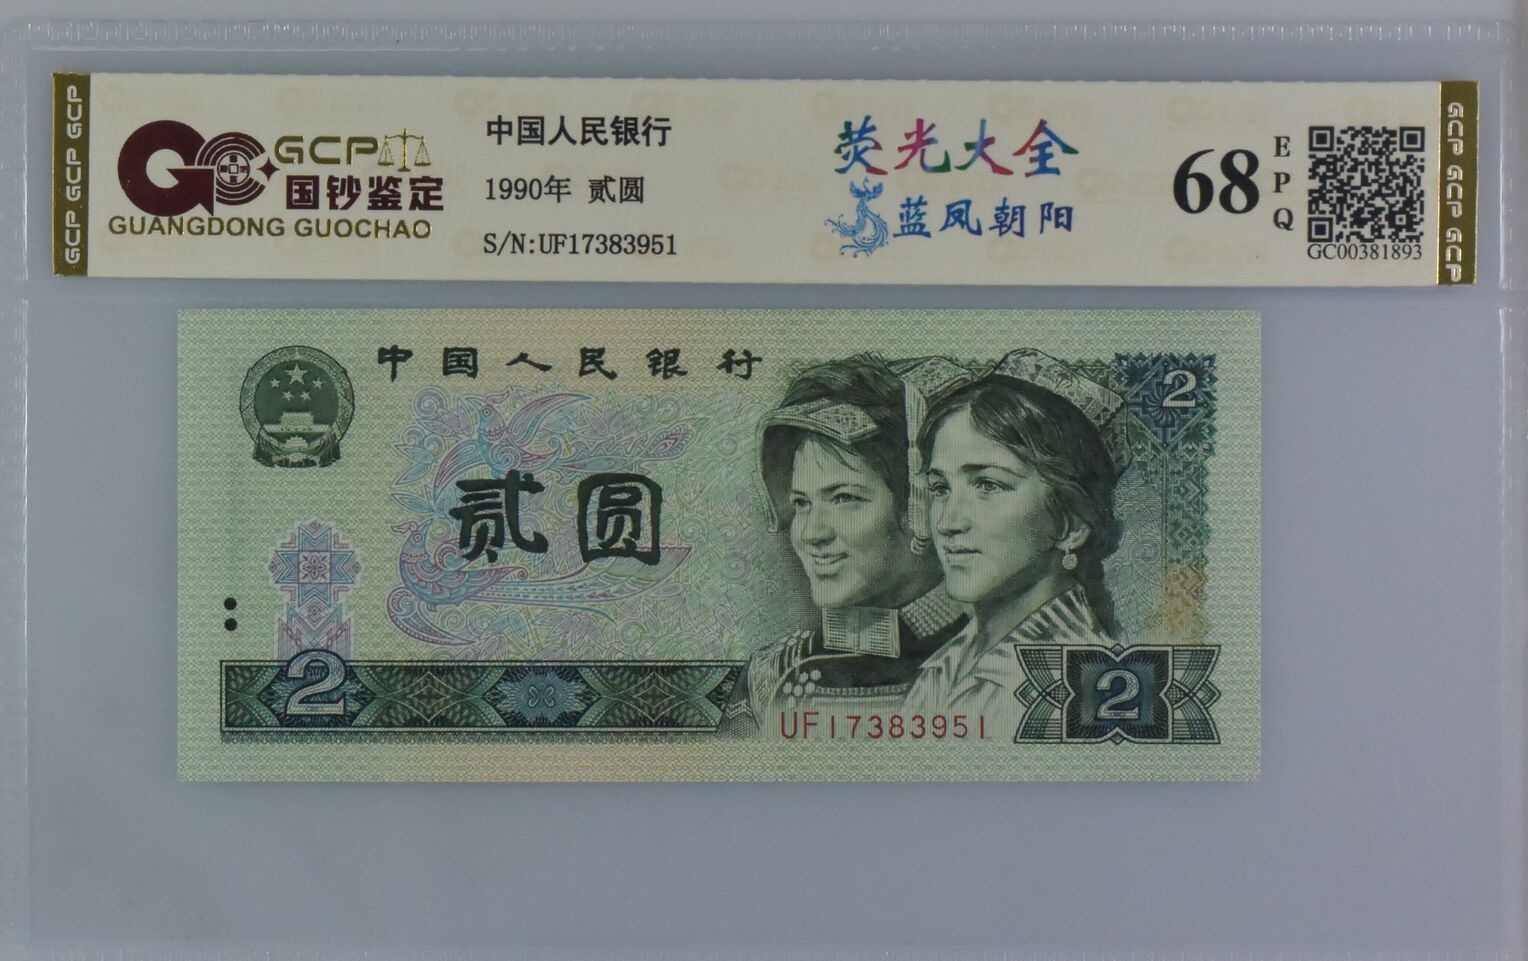 GCP GCP GCP
GCP
国钞鉴定
GUANGDONG GUOCHAO
中国人民银行
1990年 贰圆
S/N:UF17383951
荧光大全
蓝凤朝阳
68
EPQ
GC00381893
GCP GCP GCP
中国人民银行
2
贰圆
2
2
UF17383951